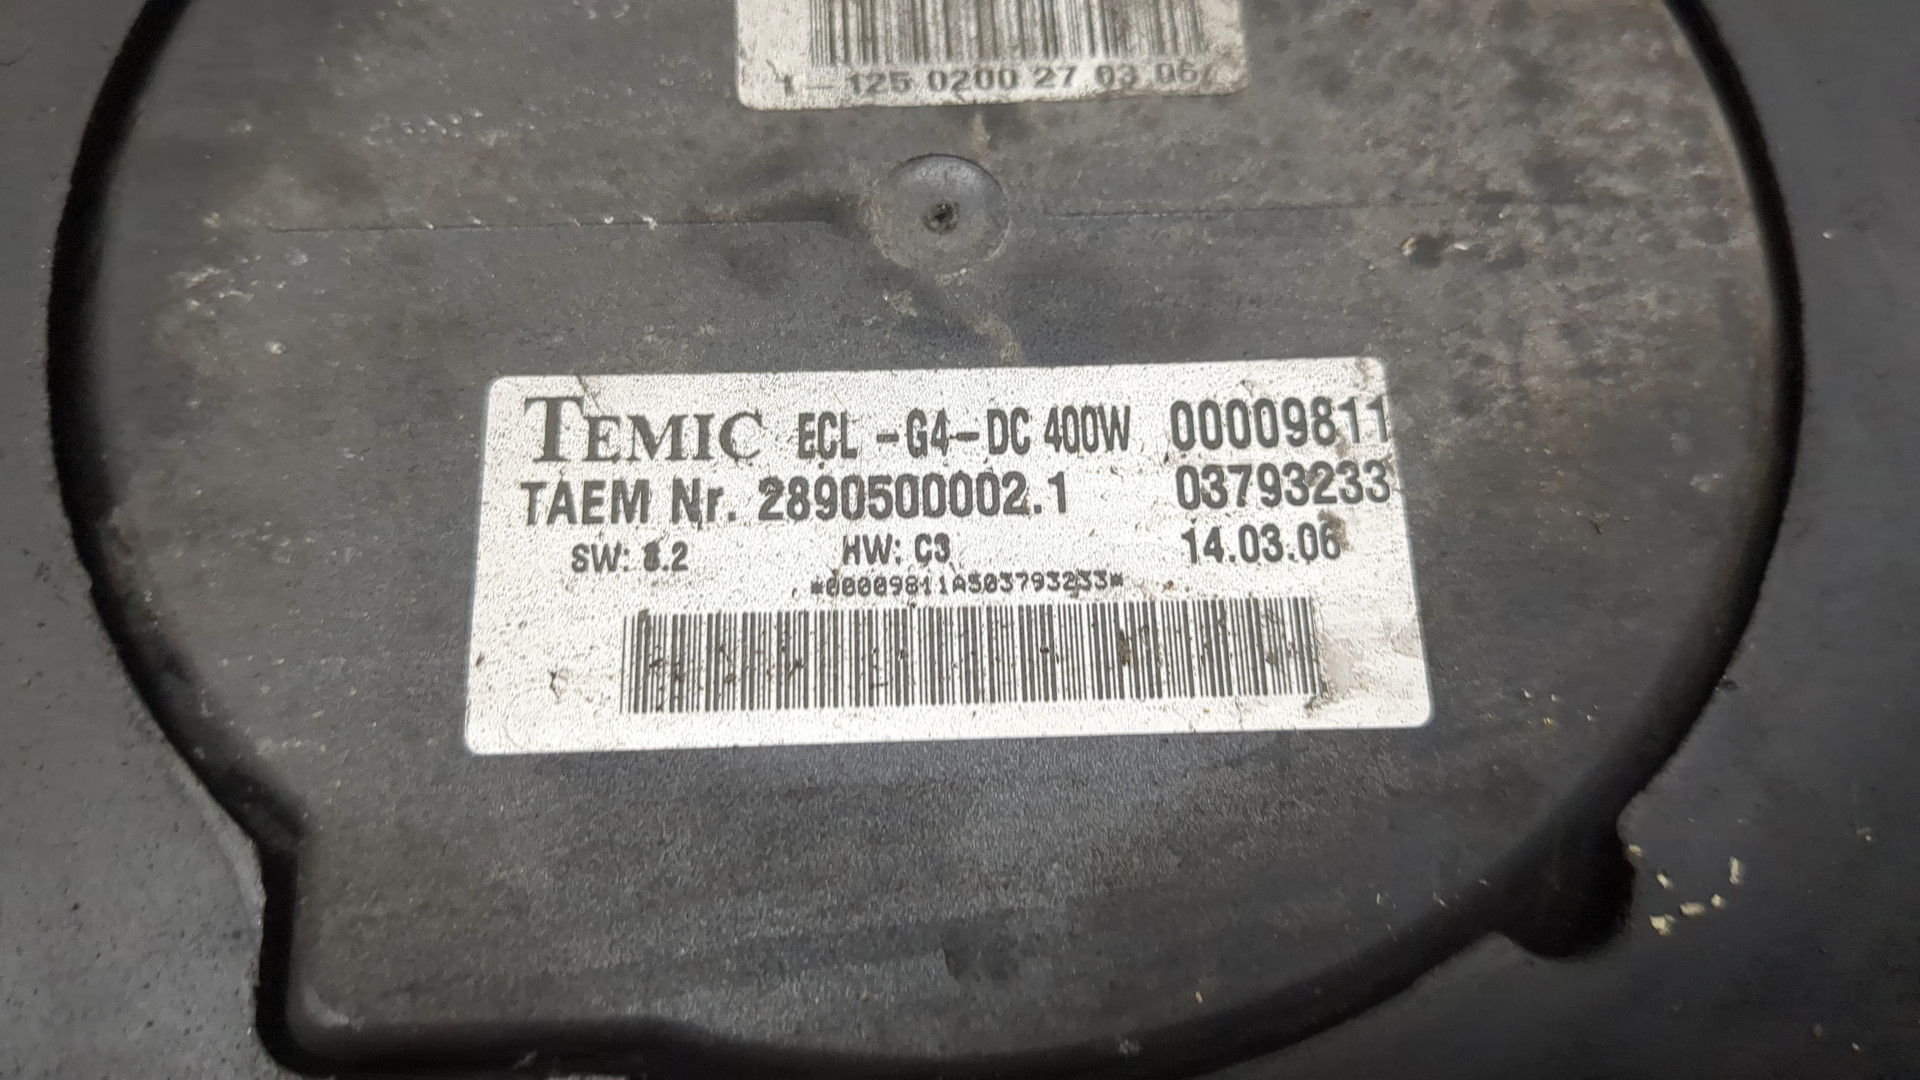 1-125 0200 27 03 06
TEMIC ECL-G4-DC 400W 00009811
TAEM Nr. 2890500002.1 03793233
SW: 8.2 HW: C3 14.03.06
*00009811A503793233*